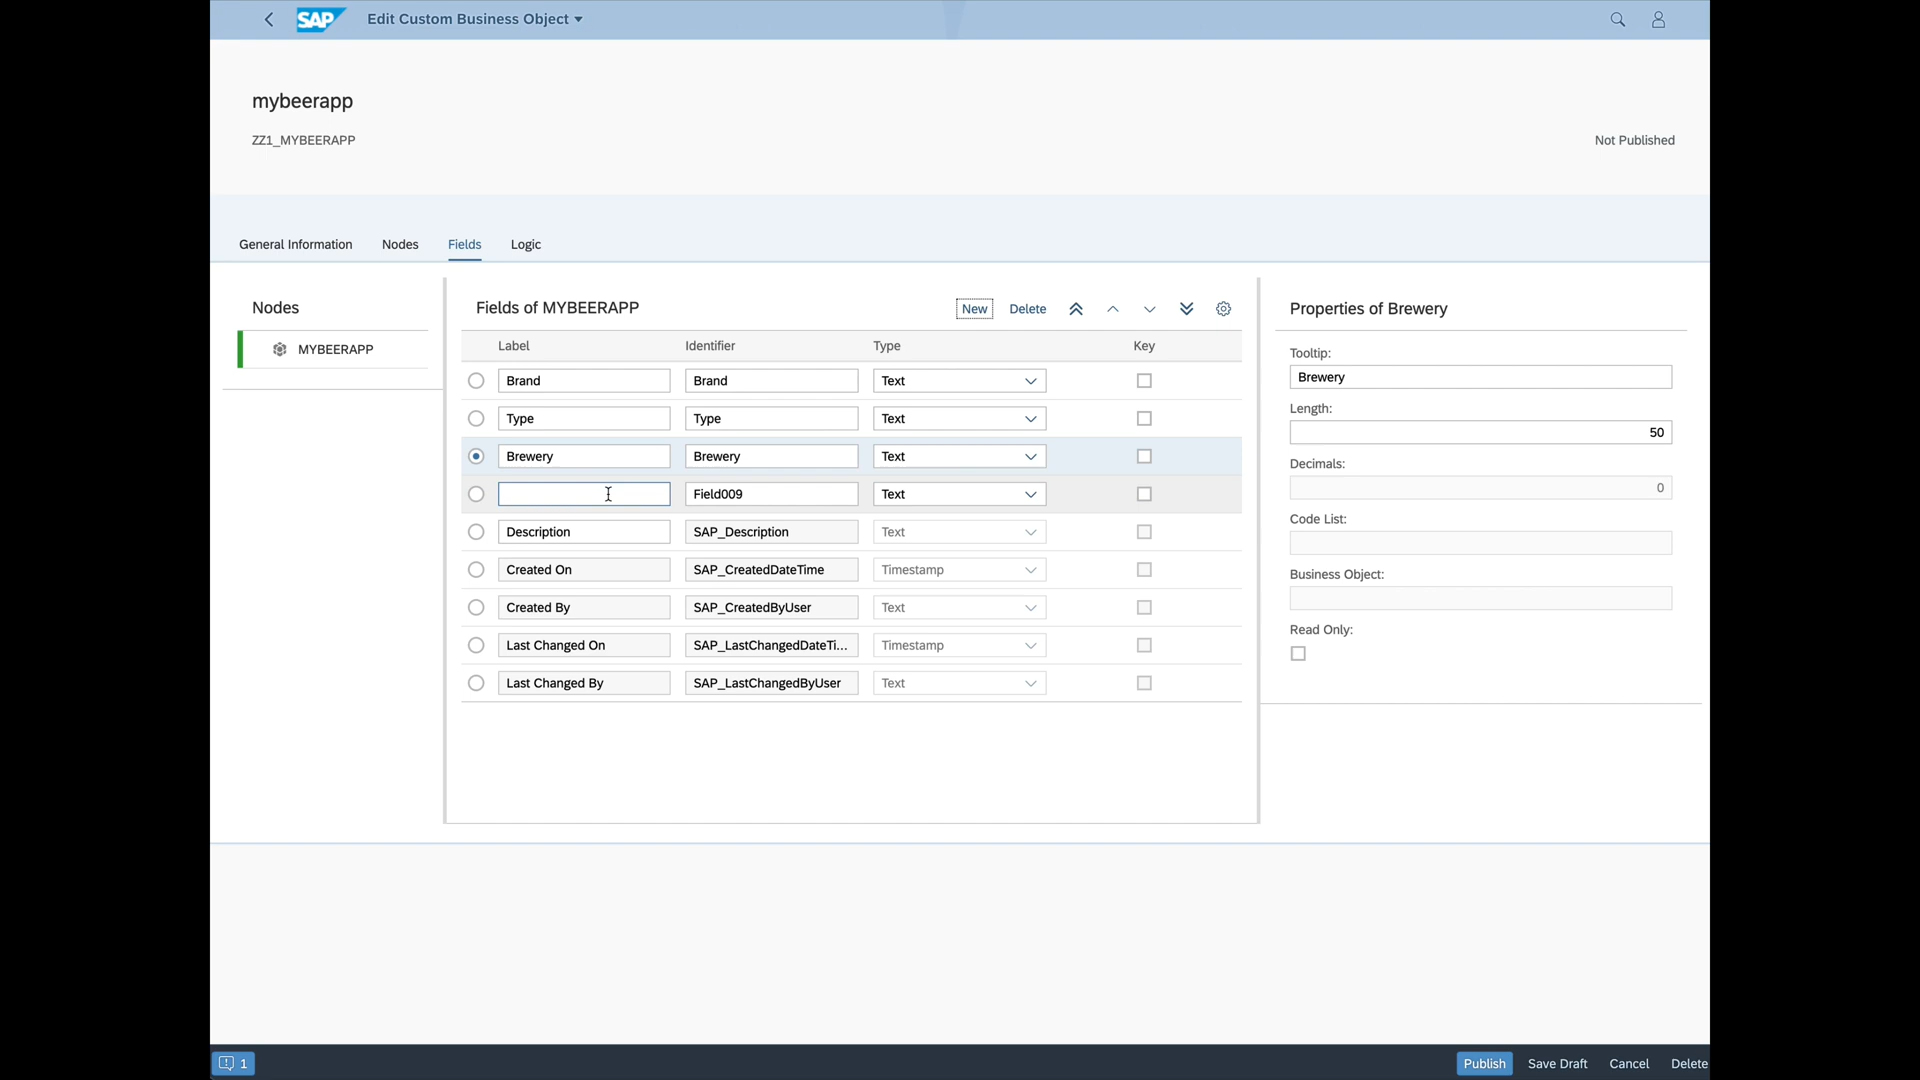 SAP Edit Custom Business Object
mybeerapp
ZZ1_MYBEERAPP
Not Published
General Information Nodes Fields Logic
Nodes
MYBEERAPP
Fields of MYBEERAPP
New Delete
Label Identifier Type Key
Brand Brand Text
Type Type Text
Brewery Brewery Text
Field009 Text
Description SAP_Description Text
Created On SAP_CreatedDateTime Timestamp
Created By SAP_CreatedByUser Text
Last Changed On SAP_LastChangedDateTi... Timestamp
Last Changed By SAP_LastChangedByUser Text
Properties of Brewery
Tooltip:
Brewery
Length:
50
Decimals:
0
Code List:
Business Object:
Read Only:
1
Publish Save Draft Cancel Delete